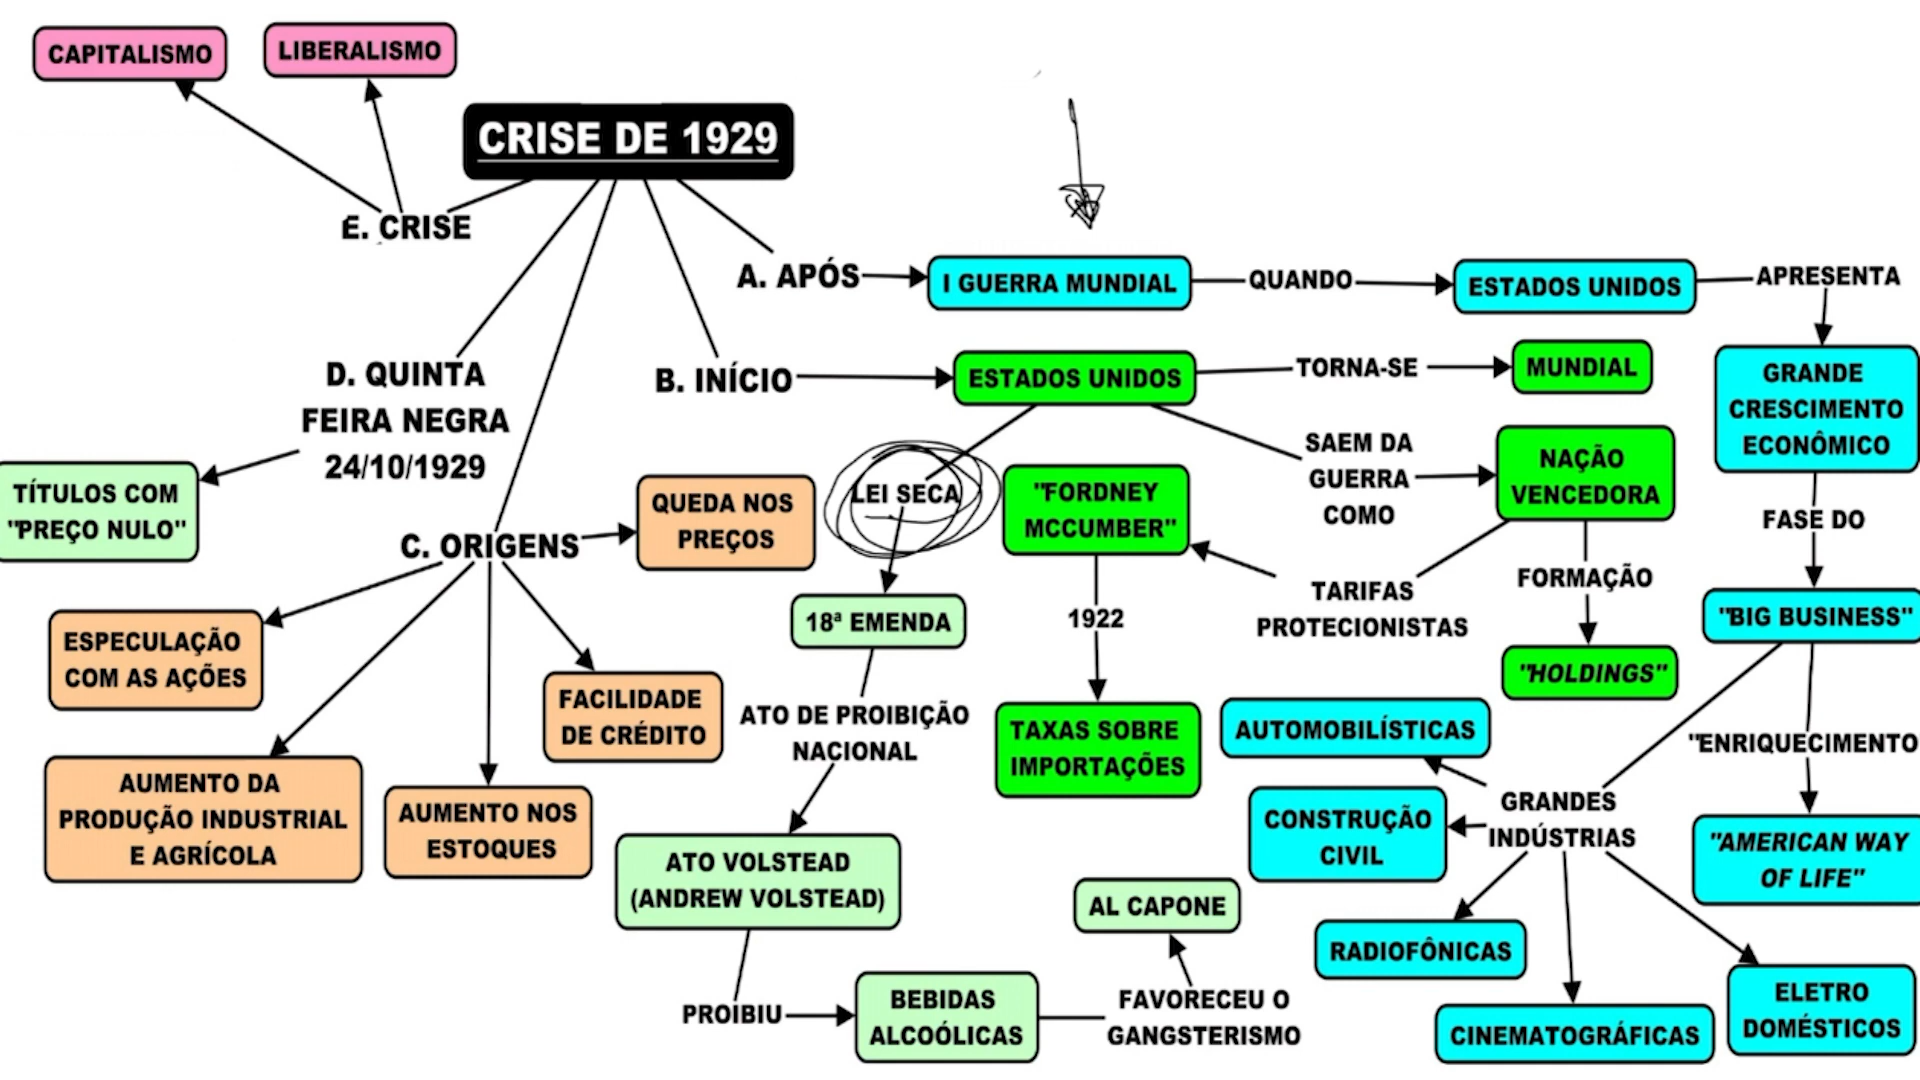 CAPITALISMO
LIBERALISMO
CRISE DE 1929
E. CRISE
A. APÓS
I GUERRA MUNDIAL
QUANDO
ESTADOS UNIDOS
APRESENTA
GRANDE
CRESCIMENTO
ECONÔMICO
FASE DO
"BIG BUSINESS"
"ENRIQUECIMENTO
"AMERICAN WAY
OF LIFE"
GRANDES
INDÚSTRIAS
AUTOMOBILÍSTICAS
CONSTRUÇÃO
CIVIL
RADIOFÔNICAS
CINEMATOGRÁFICAS
ELETRO
DOMÉSTICOS
B. INÍCIO
ESTADOS UNIDOS
TORNA-SE
MUNDIAL
SAEM DA
GUERRA
COMO
NAÇÃO
VENCEDORA
FORMAÇÃO
"HOLDINGS"
TARIFAS
PROTECIONISTAS
"FORDNEY
MCCUMBER"
1922
TAXAS SOBRE
IMPORTAÇÕES
LEI SECA
18ª EMENDA
ATO DE PROIBIÇÃO
NACIONAL
ATO VOLSTEAD
(ANDREW VOLSTEAD)
PROIBIU
BEBIDAS
ALCOÓLICAS
FAVORECEU O
GANGSTERISMO
AL CAPONE
C. ORIGENS
QUEDA NOS
PREÇOS
FACILIDADE
DE CRÉDITO
AUMENTO NOS
ESTOQUES
AUMENTO DA
PRODUÇÃO INDUSTRIAL
E AGRÍCOLA
ESPECULAÇÃO
COM AS AÇÕES
D. QUINTA
FEIRA NEGRA
24/10/1929
TÍTULOS COM
"PREÇO NULO"